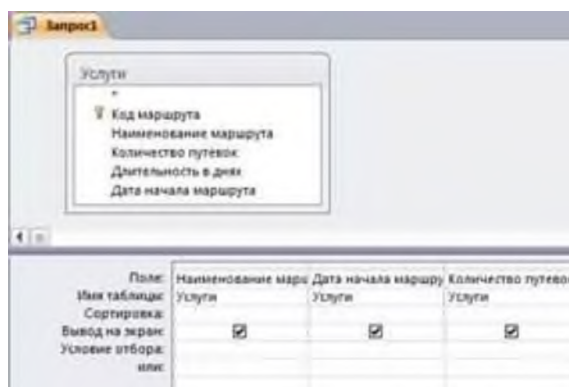 Запрос1
Услуги
*
Код маршрута
Наименование маршрута
Количество путевок
Длительность в днях
Дата начала маршрута
Поле: Наименование марш Дата начала маршру Количество путево
Имя таблицы: Услуги Услуги Услуги
Сортировка:
Вывод на экран:
Условие отбора:
или: